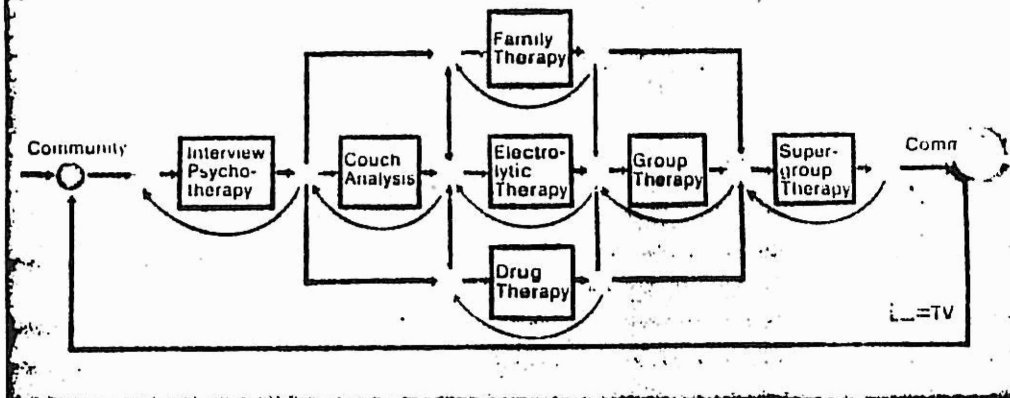 Family
Therapy
Community
Interview
Psycho-
therapy
Couch
Analysis
Electro-
lytic Therapy
Group
Therapy
Super-
group
Therapy
Comm
Drug
Therapy
=TV